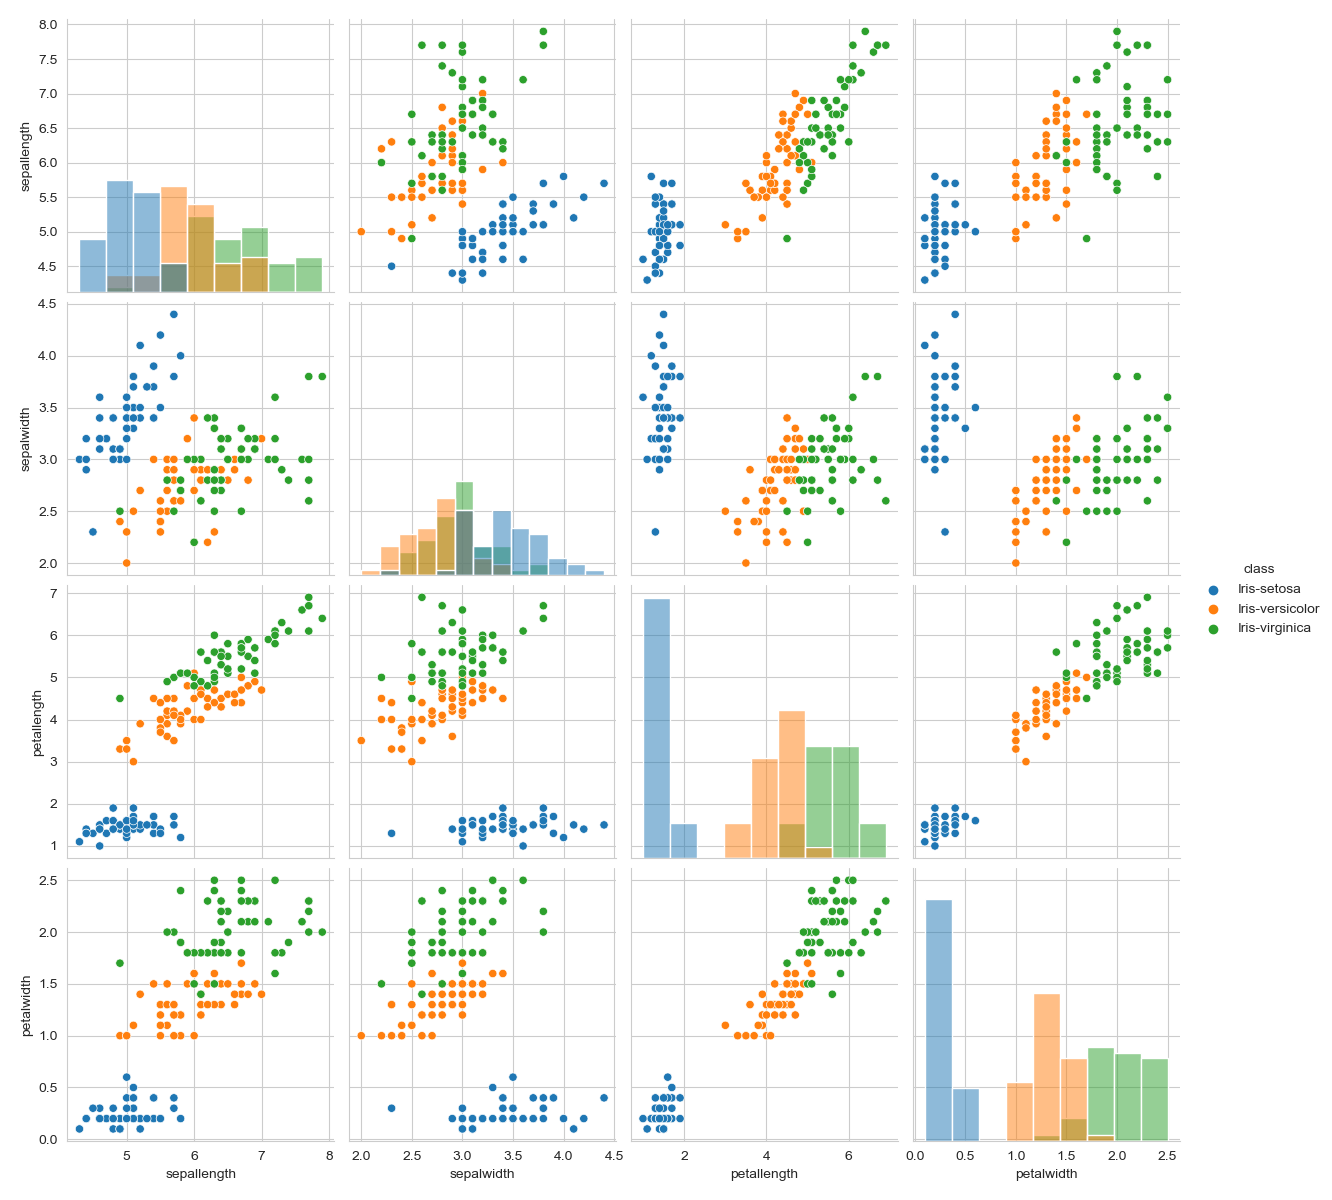 8.0
7.5
7.0
6.5
6.0
5.5
5.0
4.5
sepallength
4.5
4.0
3.5
3.0
2.5
2.0
sepalwidth
class
Iris-setosa
Iris-versicolor
Iris-virginica
7
6
5
4
3
2
1
petallength
2.5
2.0
1.5
1.0
0.5
0.0
petalwidth
5 6 7 8
2.0 2.5 3.0 3.5 4.0 4.5
2 4 6
0.0 0.5 1.0 1.5 2.0 2.5
sepallength sepalwidth petallength petalwidth